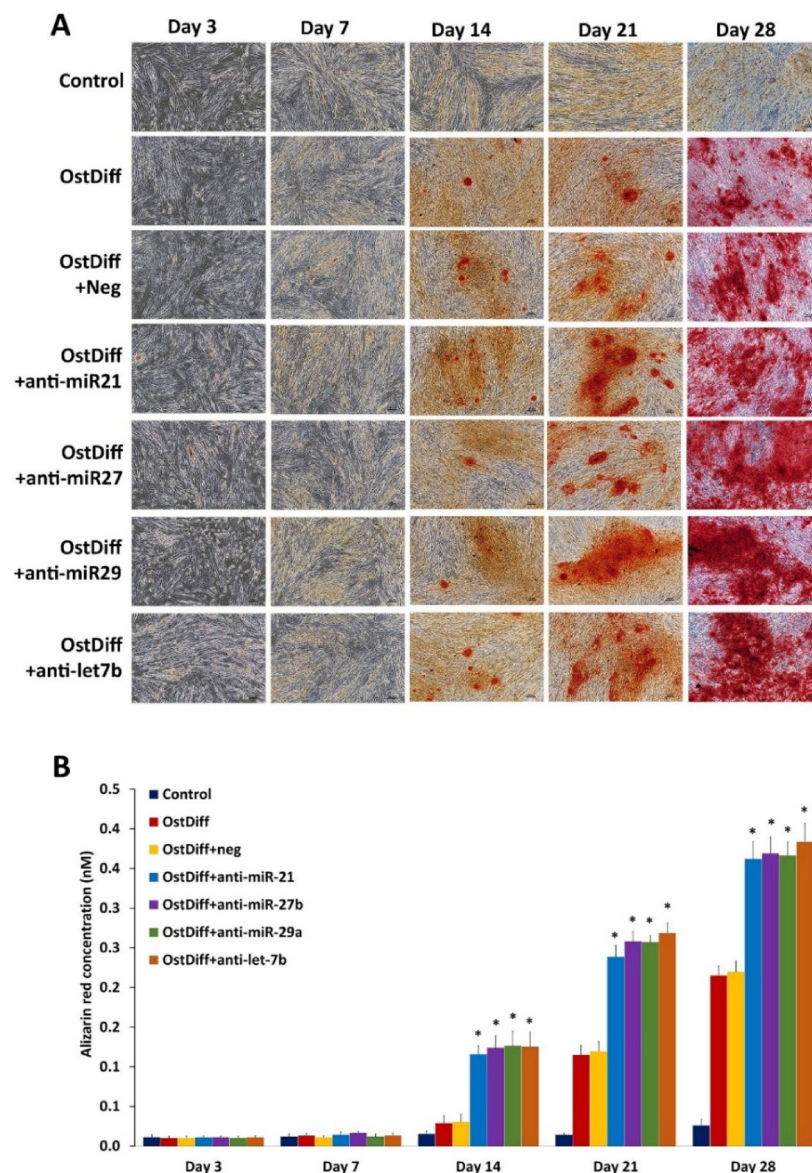 A
Day 3 Day 7 Day 14 Day 21 Day 28
Control
OstDiff
OstDiff
+Neg
OstDiff
+anti-miR21
OstDiff
+anti-miR27
OstDiff
+anti-miR29
OstDiff
+anti-let7b
B
Alizarin red concentration (nM)
0.5
0.4
0.4
0.3
0.3
0.2
0.2
0.1
0.1
0.0
Control
OstDiff
OstDiff+neg
OstDiff+anti-miR-21
OstDiff+anti-miR-27b
OstDiff+anti-miR-29a
OstDiff+anti-let-7b
* * * *
* * * *
* * * *
Day 3 Day 7 Day 14 Day 21 Day 28